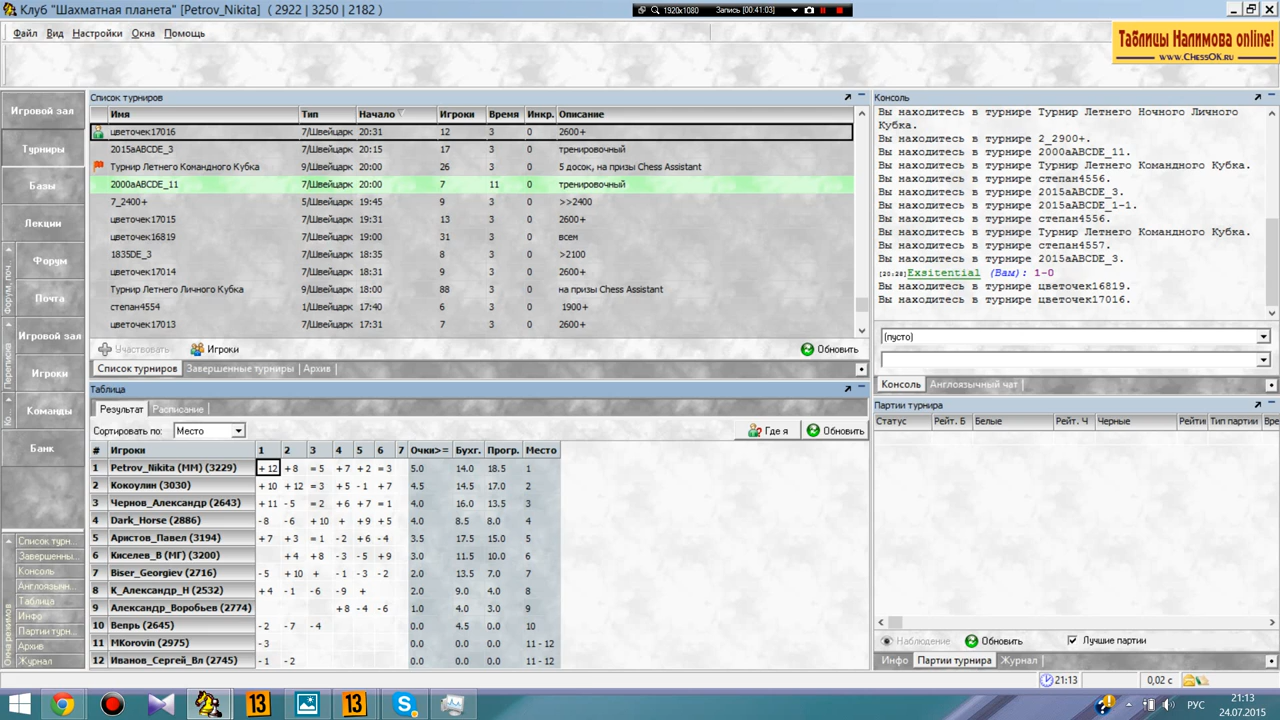 Клуб "Шахматная планета" [Petrov_Nikita] ( 2922 | 3250 | 2182 )
1920x1080 Запись [00:41:03]
Файл Вид Настройки Окна Помощь
Таблицы Налимова online!
www.ChessOK.ru
Игровой зал
Турниры
Базы
Лекции
Форум, поч
Форум
Почта
Переписка
Игровой зал
Игроки
Ко...
Команды
Банк
Окна режимов
Список турн...
Завершенны...
Консоль
Англоязычн...
Таблица
Инфо
Партии турн...
Архив
Журнал
Список турниров
Имя Тип Начало Игроки Время Инкр. Описание
цветочек17016 7/Швейцарк 20:31 12 3 0 2600+
2015aABCDE_3 7/Швейцарк 20:15 17 3 0 тренировочный
Турнир Летнего Командного Кубка 9/Швейцарк 20:00 26 3 0 5 досок, на призы Chess Assistant
2000aABCDE_11 7/Швейцарк 20:00 7 11 0 тренировочный
7_2400+ 5/Швейцарк 19:45 9 3 0 >>2400
цветочек17015 7/Швейцарк 19:31 13 3 0 2600+
цветочек16819 7/Швейцарк 19:00 31 3 0 всем
1835DE_3 7/Швейцарк 18:35 8 3 0 >2100
цветочек17014 7/Швейцарк 18:31 9 3 0 2600+
Турнир Летнего Личного Кубка 9/Швейцарк 18:00 88 3 0 на призы Chess Assistant
степан4554 1/Швейцарк 17:40 6 3 0 1900+
цветочек17013 7/Швейцарк 17:31 7 3 0 2600+
Участвовать Игроки Обновить
Список турниров Завершенные турниры Архив
Таблица
Результат Расписание
Сортировать по: Место Где я Обновить
# Игроки 1 2 3 4 5 6 7 Очки>= Бухг. Прогр. Место
1 Petrov_Nikita (ММ) (3229) + 12 + 8 = 5 + 7 + 2 = 3 5.0 14.0 18.5 1
2 Кокоулин (3030) + 10 + 12 = 3 + 5 - 1 + 7 4.5 14.5 17.0 2
3 Чернов_Александр (2643) + 11 - 5 = 2 + 6 + 7 = 1 4.0 16.0 13.5 3
4 Dark_Horse (2886) - 8 - 6 + 10 + + 9 + 5 4.0 8.5 8.0 4
5 Аристов_Павел (3194) + 7 + 3 = 1 - 2 + 6 - 4 3.5 17.5 15.0 5
6 Киселев_В (МГ) (3200) + 4 + 8 - 3 - 5 + 9 3.0 11.5 10.0 6
7 Biser_Georgiev (2716) - 5 + 10 + - 1 - 3 - 2 2.0 13.5 7.0 7
8 К_Александр_Н (2532) + 4 - 1 - 6 - 9 + 2.0 9.0 4.0 8
9 Александр_Воробьев (2774) + 8 - 4 - 6 1.0 4.0 3.0 9
10 Вепрь (2645) - 2 - 7 - 4 0.0 4.5 0.0 10
11 MKorovin (2975) - 3 0.0 0.0 0.0 11 - 12
12 Иванов_Сергей_Вл (2745) - 1 - 2 0.0 0.0 0.0 11 - 12
Консоль
Вы находитесь в турнире Турнир Летнего Ночного Личного
Кубка.
Вы находитесь в турнире 2_2900+.
Вы находитесь в турнире 2000aABCDE_11.
Вы находитесь в турнире Турнир Летнего Командного Кубка.
Вы находитесь в турнире степан4556.
Вы находитесь в турнире 2015aABCDE_3.
Вы находитесь в турнире 2015aABCDE_1-1.
Вы находитесь в турнире степан4556.
Вы находитесь в турнире Турнир Летнего Командного Кубка.
Вы находитесь в турнире степан4557.
Вы находитесь в турнире 2015aABCDE_3.
[20:28]Exsitential (Вам): 1-0
Вы находитесь в турнире цветочек16819.
Вы находитесь в турнире цветочек17016.
(пусто)
Консоль Англоязычный чат
Партии турнира
Статус Рейт. Б Белые Рейт. Ч Черные Рейти Тип партии Вре
Наблюдение Обновить Лучшие партии
Инфо Партии турнира Журнал
21:13 0,02 с
13 13
РУС
21:13
24.07.2015